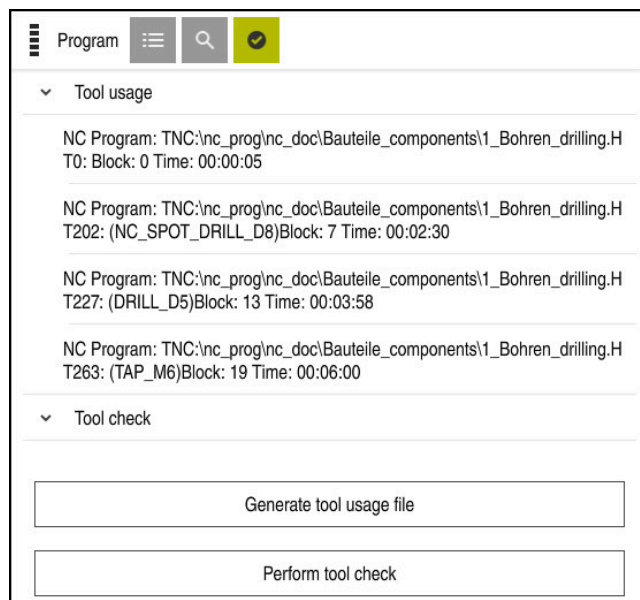 Program
Tool usage
NC Program: TNC:\nc_prog\nc_doc\Bauteile_components\1_Bohren_drilling.H
T0: Block: 0 Time: 00:00:05
NC Program: TNC:\nc_prog\nc_doc\Bauteile_components\1_Bohren_drilling.H
T202: (NC_SPOT_DRILL_D8)Block: 7 Time: 00:02:30
NC Program: TNC:\nc_prog\nc_doc\Bauteile_components\1_Bohren_drilling.H
T227: (DRILL_D5)Block: 13 Time: 00:03:58
NC Program: TNC:\nc_prog\nc_doc\Bauteile_components\1_Bohren_drilling.H
T263: (TAP_M6)Block: 19 Time: 00:06:00
Tool check
Generate tool usage file
Perform tool check